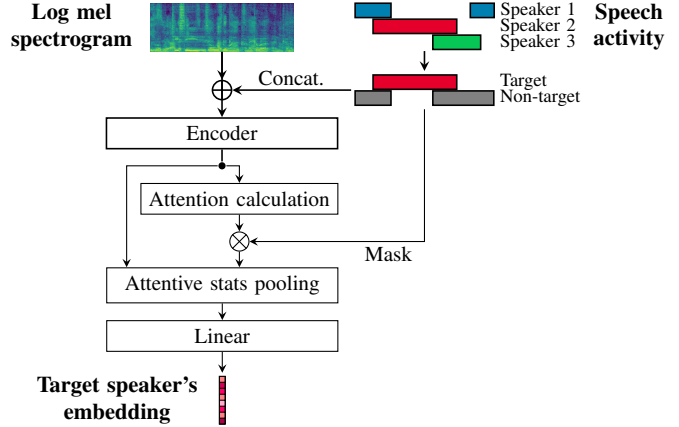 Log mel
spectrogram
Speaker 1
Speaker 2
Speaker 3
Speech
activity
Concat.
Target
Non-target
Encoder
Attention calculation
Mask
Attentive stats pooling
Linear
Target speaker's
embedding